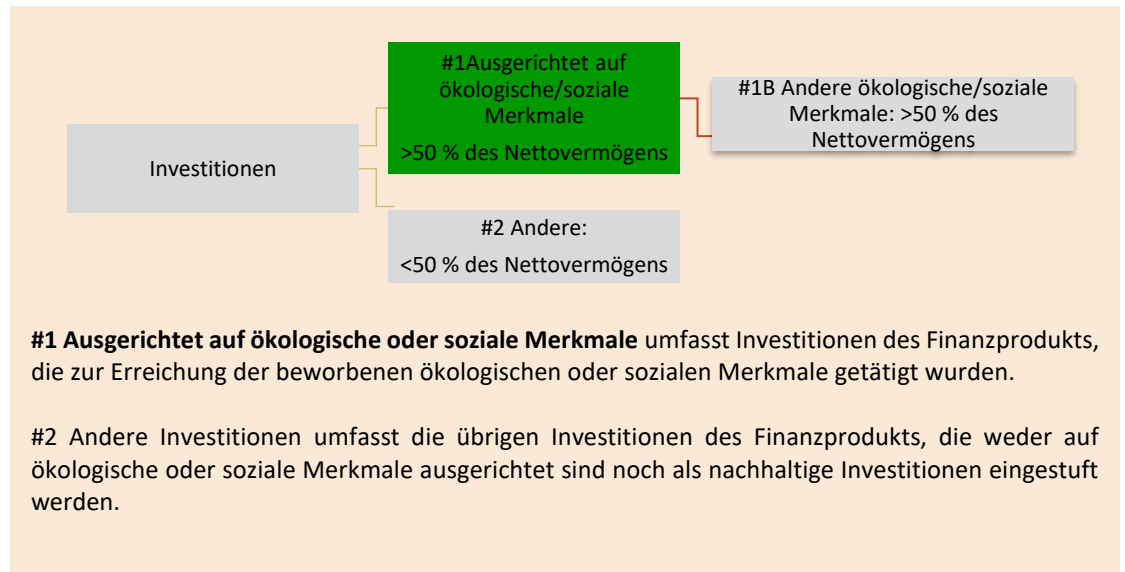 #1Ausgerichtet auf
ökologische/soziale
Merkmale
>50 % des Nettovermögens
#1B Andere ökologische/soziale
Merkmale: >50 % des
Nettovermögens
Investitionen
#2 Andere:
<50 % des Nettovermögens
#1 Ausgerichtet auf ökologische oder soziale Merkmale umfasst Investitionen des Finanzprodukts,
die zur Erreichung der beworbenen ökologischen oder sozialen Merkmale getätigt wurden.
#2 Andere Investitionen umfasst die übrigen Investitionen des Finanzprodukts, die weder auf
ökologische oder soziale Merkmale ausgerichtet sind noch als nachhaltige Investitionen eingestuft
werden.